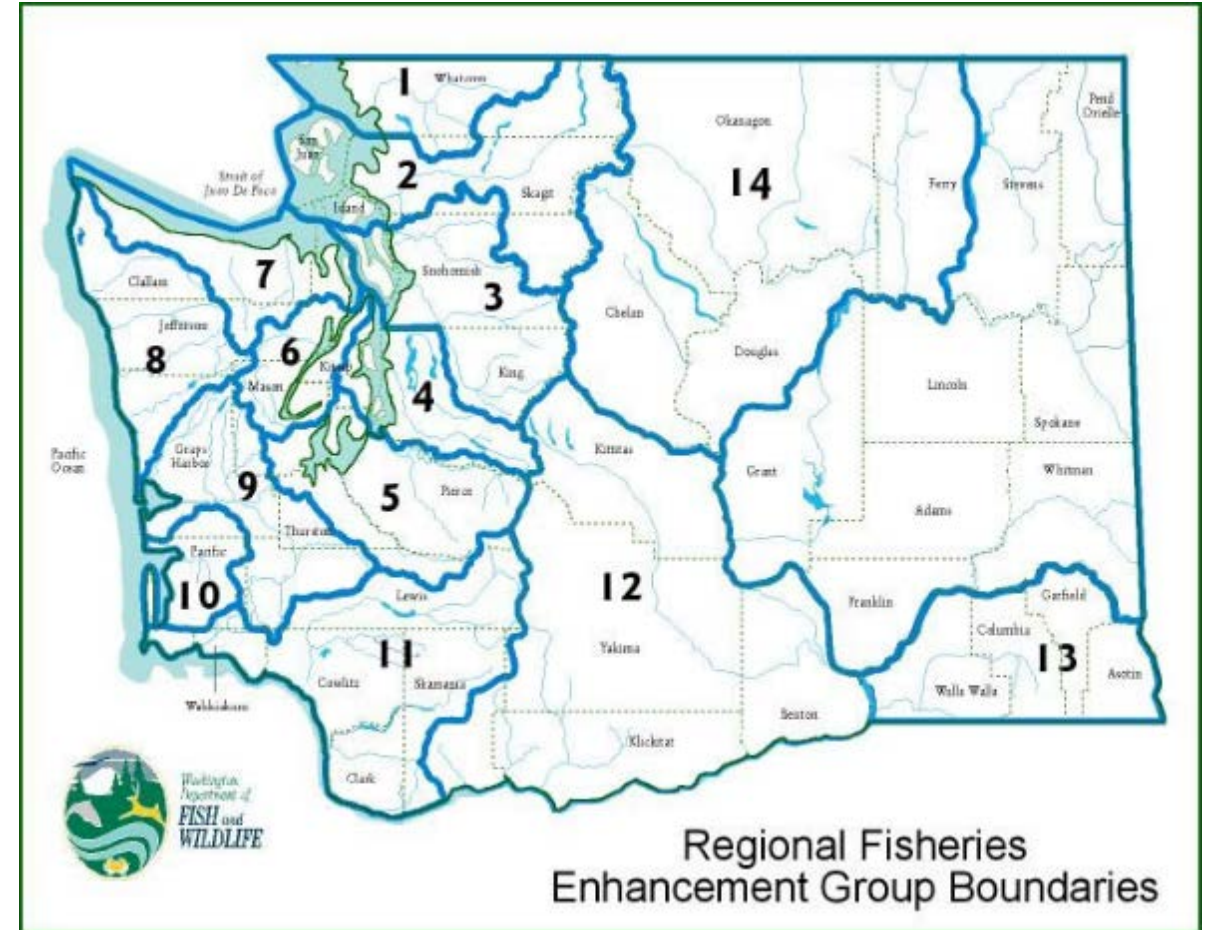 1
Whatcom
Okanagon
Pend
Orielle
San
Juan
2
Strait of
Juan De Fuca
Skagit
14
Ferry
Stevens
Island
7
Snohomish
3
Clallam
Chelan
Jefferson
8
6
Douglas
Kitsap
King
Mason
4
Lincoln
Spokane
Pacific
Ocean
Grays
Harbor
Kittitas
Grant
Whitman
9
5
Pierce
Adams
Thurston
Pacific
10
Lewis
12
Franklin
Garfield
Columbia
11
Yakima
13
Cowlitz
Skamania
Asotin
Walla Walla
Wahkiakum
Benton
Klickitat
Clark
Washington
Department of
FISH and
WILDLIFE
Regional Fisheries
Enhancement Group Boundaries